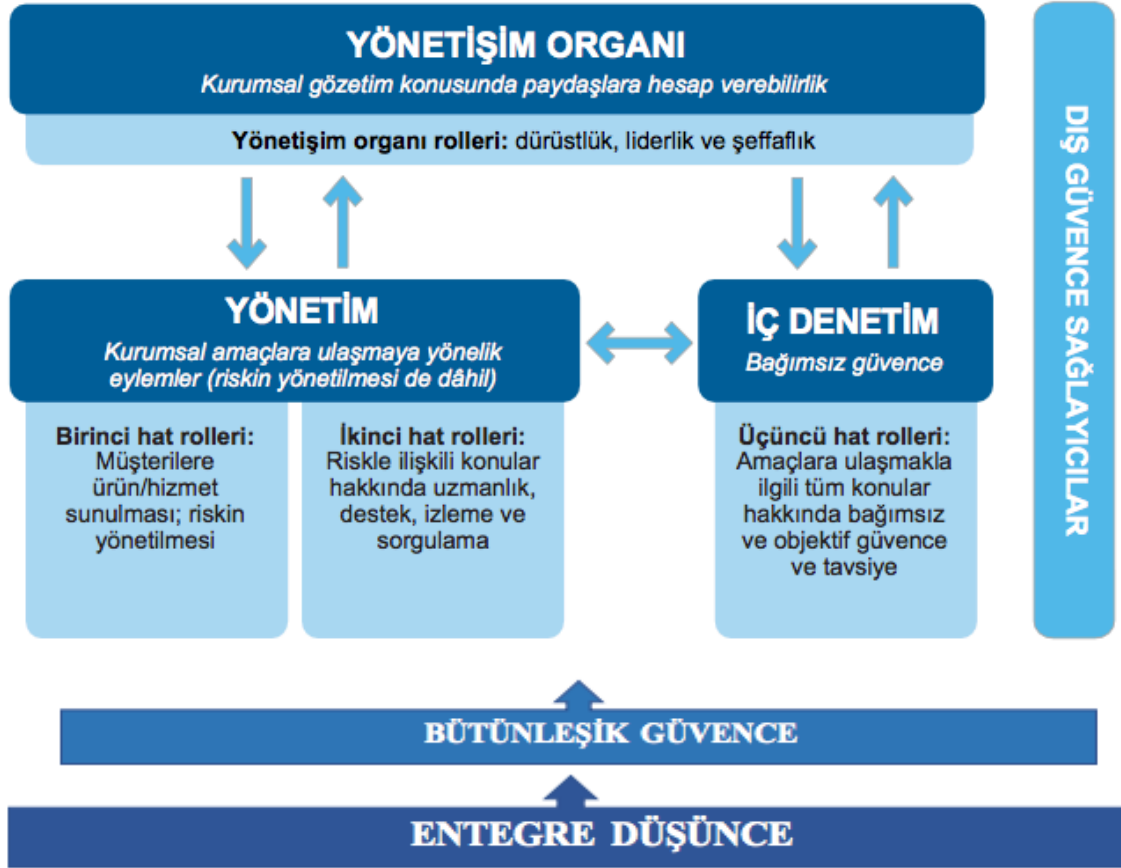 YÖNETİŞİM ORGANI
Kurumsal gözetim konusunda paydaşlara hesap verebilirlik
Yönetişim organı rolleri: dürüstlük, liderlik ve şeffaflık
YÖNETİM
Kurumsal amaçlara ulaşmaya yönelik
eylemler (riskin yönetilmesi de dâhil)
Birinci hat rolleri:
Müşterilere
ürün/hizmet
sunulması; riskin
yönetilmesi
İkinci hat rolleri:
Riskle ilişkili konular
hakkında uzmanlık,
destek, izleme ve
sorgulama
İÇ DENETİM
Bağımsız güvence
Üçüncü hat rolleri:
Amaçlara ulaşmakla
ilgili tüm konular
hakkında bağımsız
ve objektif güvence
ve tavsiye
DIŞ GÜVENCE SAĞLAYICILAR
BÜTÜNLEŞİK GÜVENCE
ENTEGRE DÜŞÜNCE